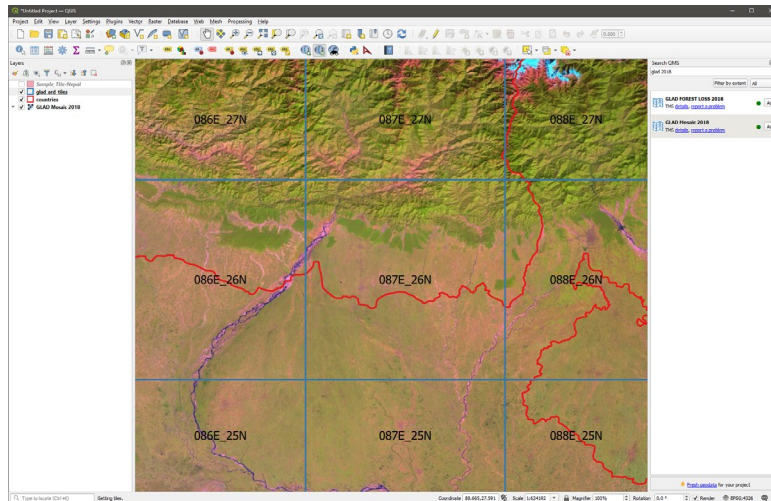 *Untitled Project — QGIS
Project Edit View Layer Settings Plugins Vector Raster Database Web Mesh Processing Help
0.000
Layers
Sample_Tile-Nepal
glad ard tiles
countries
GLAD Mosaic 2018
086E_27N
087E_27N
088E_27N
086E_26N
087E_26N
088E_26N
086E_25N
087E_25N
088E_25N
Search QMS
glad 2018
Filter by extent All
GLAD FOREST LOSS 2018
TMS details, report a problem
GLAD Mosaic 2018
TMS details, report a problem
Fresh geodata for your project
Type to locate (Ctrl+K) Getting tiles. Coordinate 88.665,27.591 Scale 1:634192 Magnifier 100% Rotation 0.0 ° Render EPSG:4326